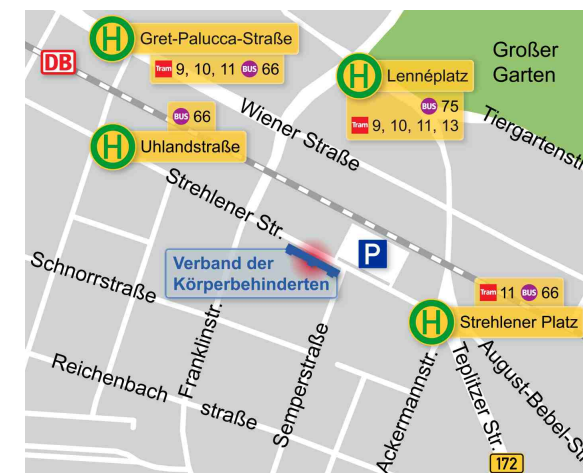 H Gret-Palucca-Straße
Tram 9, 10, 11 BUS 66
DB
H Lennéplatz
BUS 75
Tram 9, 10, 11, 13
Großer
Garten
Tiergartenstr
Wiener Straße
BUS 66
H Uhlandstraße
Strehlener Str.
P
Verband der
Körperbehinderten
Schnorrstraße
Tram 11 BUS 66
H Strehlener Platz
Franklinstr.
Semperstraße
Reichenbach straße
Ackermannstr.
Teplitzer Str.
August-Bebel-St
172